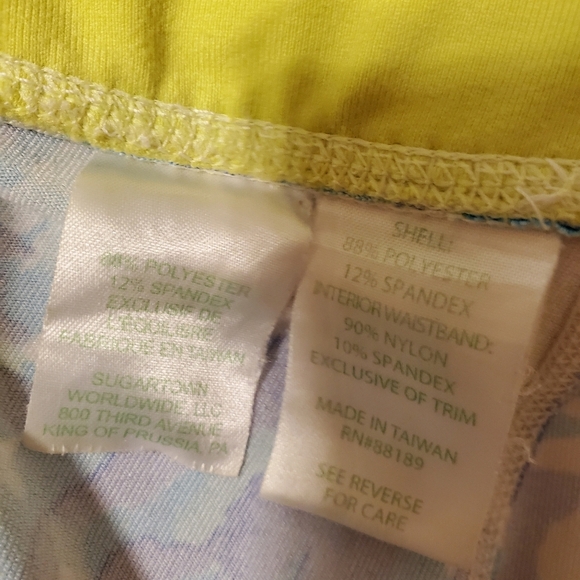 88% POLYESTER
12% SPANDEX
EXCLUSIS DE
L'EQUILIBRE
FABRIQUE EN TAIWAN
SUGARTOWN
WORLDWIDE, LLC
800 THIRD AVENUE
KING OF PRUSSIA, PA
SHELL:
88% POLYESTER
12% SPANDEX
INTERIOR WAISTBAND:
90% NYLON
10% SPANDEX
EXCLUSIVE OF TRIM
MADE IN TAIWAN
RN#88189
SEE REVERSE
FOR CARE